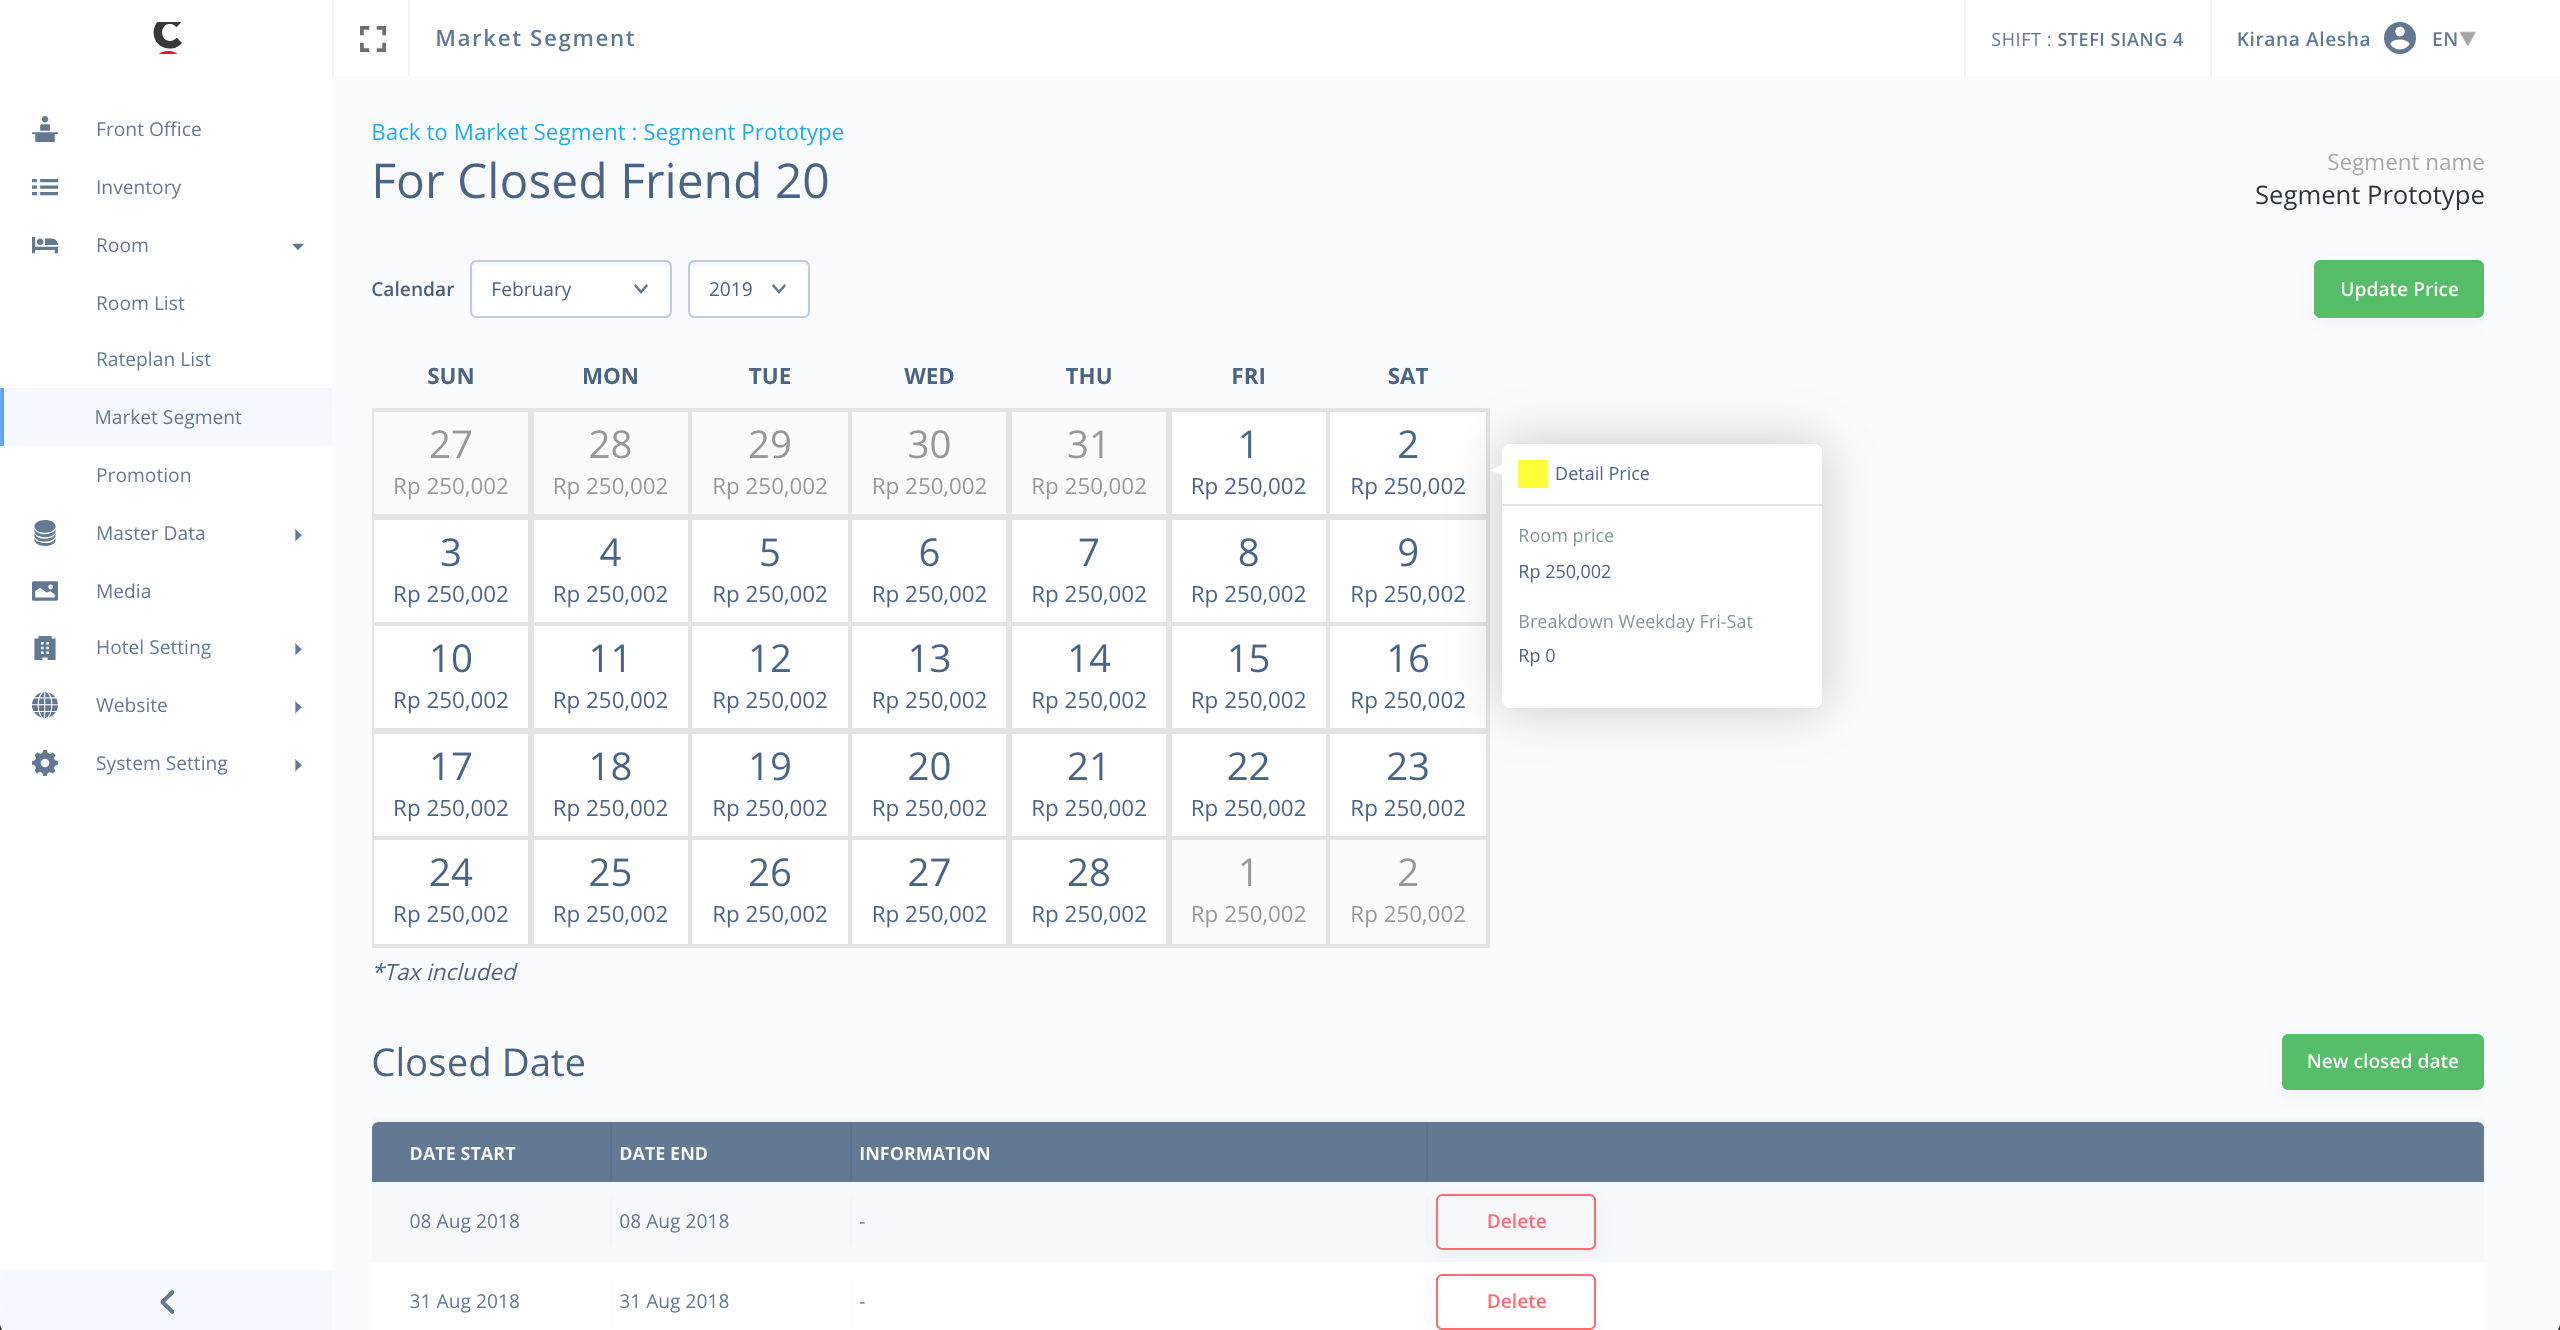 C
Market Segment
SHIFT : STEFI SIANG 4
Kirana Alesha
EN
Front Office
Inventory
Room
Room List
Rateplan List
Market Segment
Promotion
Master Data
Media
Hotel Setting
Website
System Setting
Back to Market Segment : Segment Prototype
For Closed Friend 20
Segment name
Segment Prototype
Calendar
February
2019
Update Price
SUN MON TUE WED THU FRI SAT
27 28 29 30 31 1 2
Rp 250,002 Rp 250,002 Rp 250,002 Rp 250,002 Rp 250,002 Rp 250,002 Rp 250,002
3 4 5 6 7 8 9
Rp 250,002 Rp 250,002 Rp 250,002 Rp 250,002 Rp 250,002 Rp 250,002 Rp 250,002
10 11 12 13 14 15 16
Rp 250,002 Rp 250,002 Rp 250,002 Rp 250,002 Rp 250,002 Rp 250,002 Rp 250,002
17 18 19 20 21 22 23
Rp 250,002 Rp 250,002 Rp 250,002 Rp 250,002 Rp 250,002 Rp 250,002 Rp 250,002
24 25 26 27 28 1 2
Rp 250,002 Rp 250,002 Rp 250,002 Rp 250,002 Rp 250,002 Rp 250,002 Rp 250,002
*Tax included
Detail Price
Room price
Rp 250,002
Breakdown Weekday Fri-Sat
Rp 0
Closed Date
New closed date
DATE START DATE END INFORMATION
08 Aug 2018 08 Aug 2018 - Delete
31 Aug 2018 31 Aug 2018 - Delete